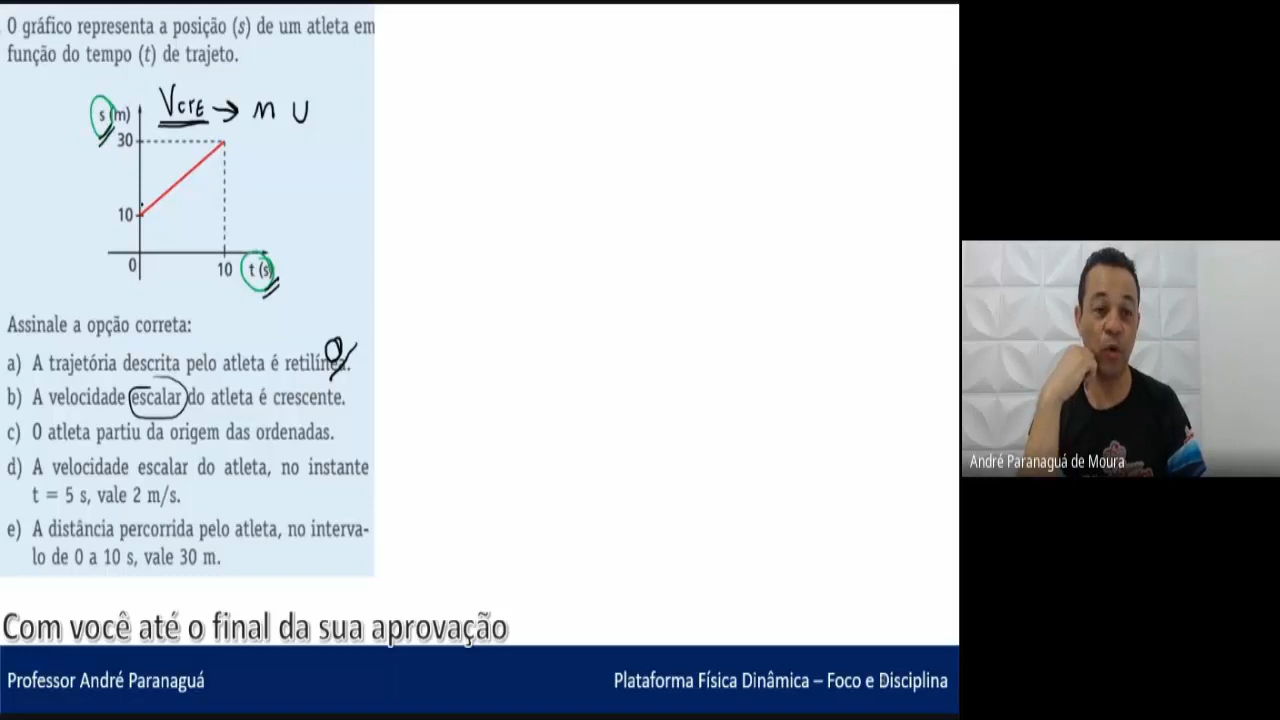 O gráfico representa a posição (s) de um atleta em
função do tempo (t) de trajeto.
s (m)
Vcte → M U
30
10
0
10
t (s)
Assinale a opção correta:
a) A trajetória descrita pelo atleta é retilínea.
b) A velocidade escalar do atleta é crescente.
c) O atleta partiu da origem das ordenadas.
d) A velocidade escalar do atleta, no instante
t = 5 s, vale 2 m/s.
e) A distância percorrida pelo atleta, no interva-
lo de 0 a 10 s, vale 30 m.
André Paranaguá de Moura
Com você até o final da sua aprovação
Professor André Paranaguá
Plataforma Física Dinâmica – Foco e Disciplina